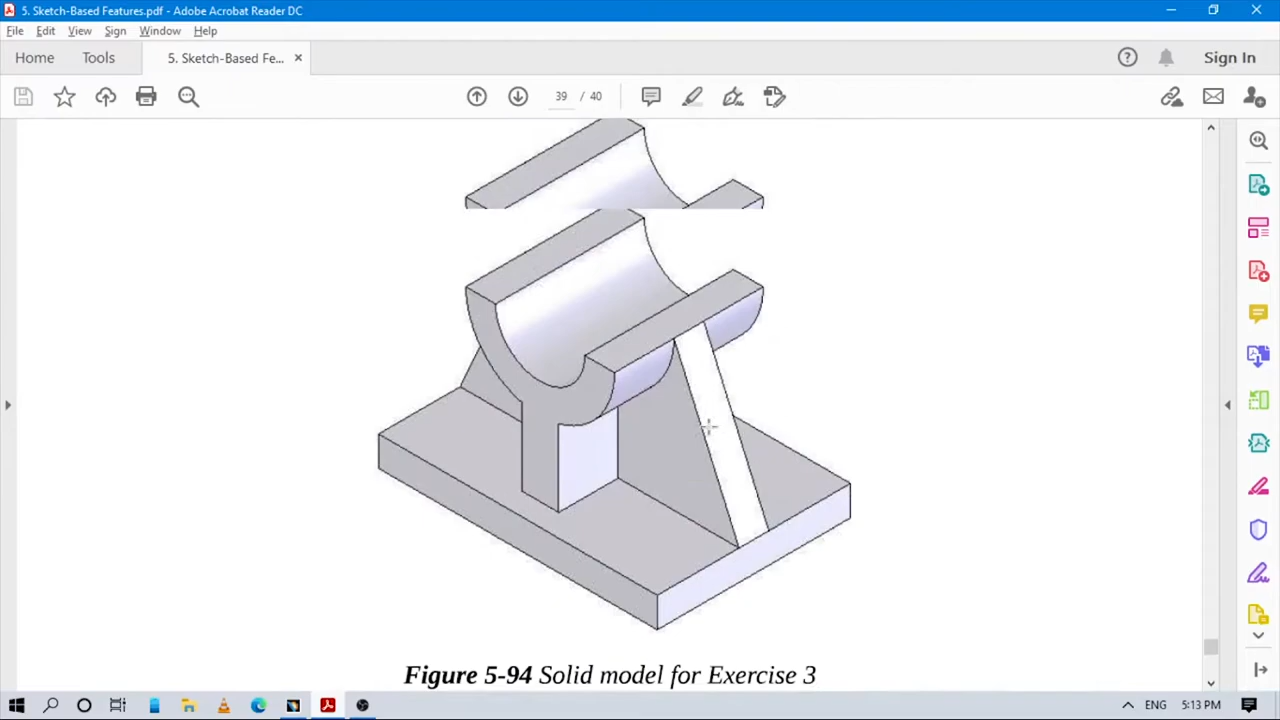 5. Sketch-Based Features.pdf - Adobe Acrobat Reader DC
File Edit View Sign Window Help
Home Tools 5. Sketch-Based Fe... × Sign In
39 / 40
Figure 5-94 Solid model for Exercise 3
ENG 5:13 PM